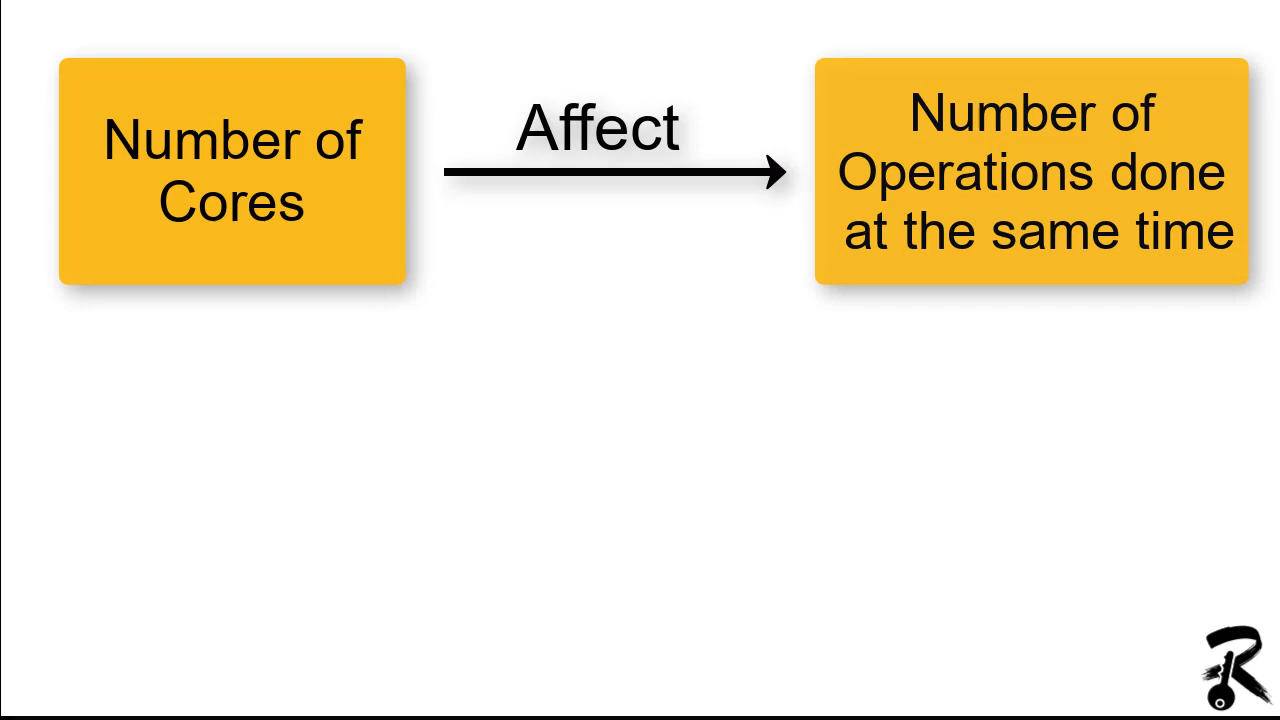 Number of
Cores
Affect
Number of
Operations done
at the same time